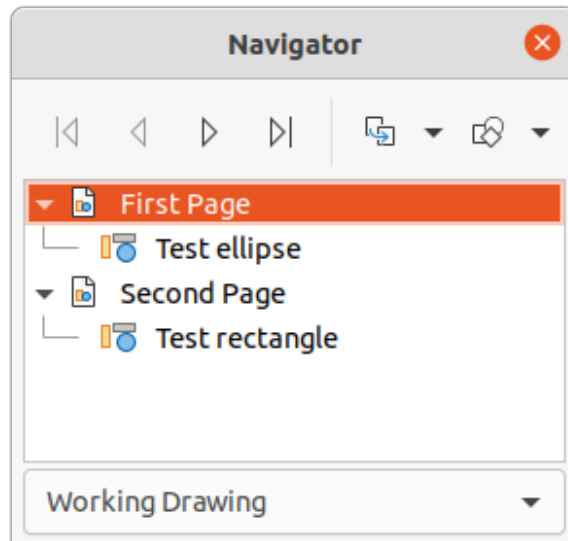 Navigator
First Page
Test ellipse
Second Page
Test rectangle
Working Drawing